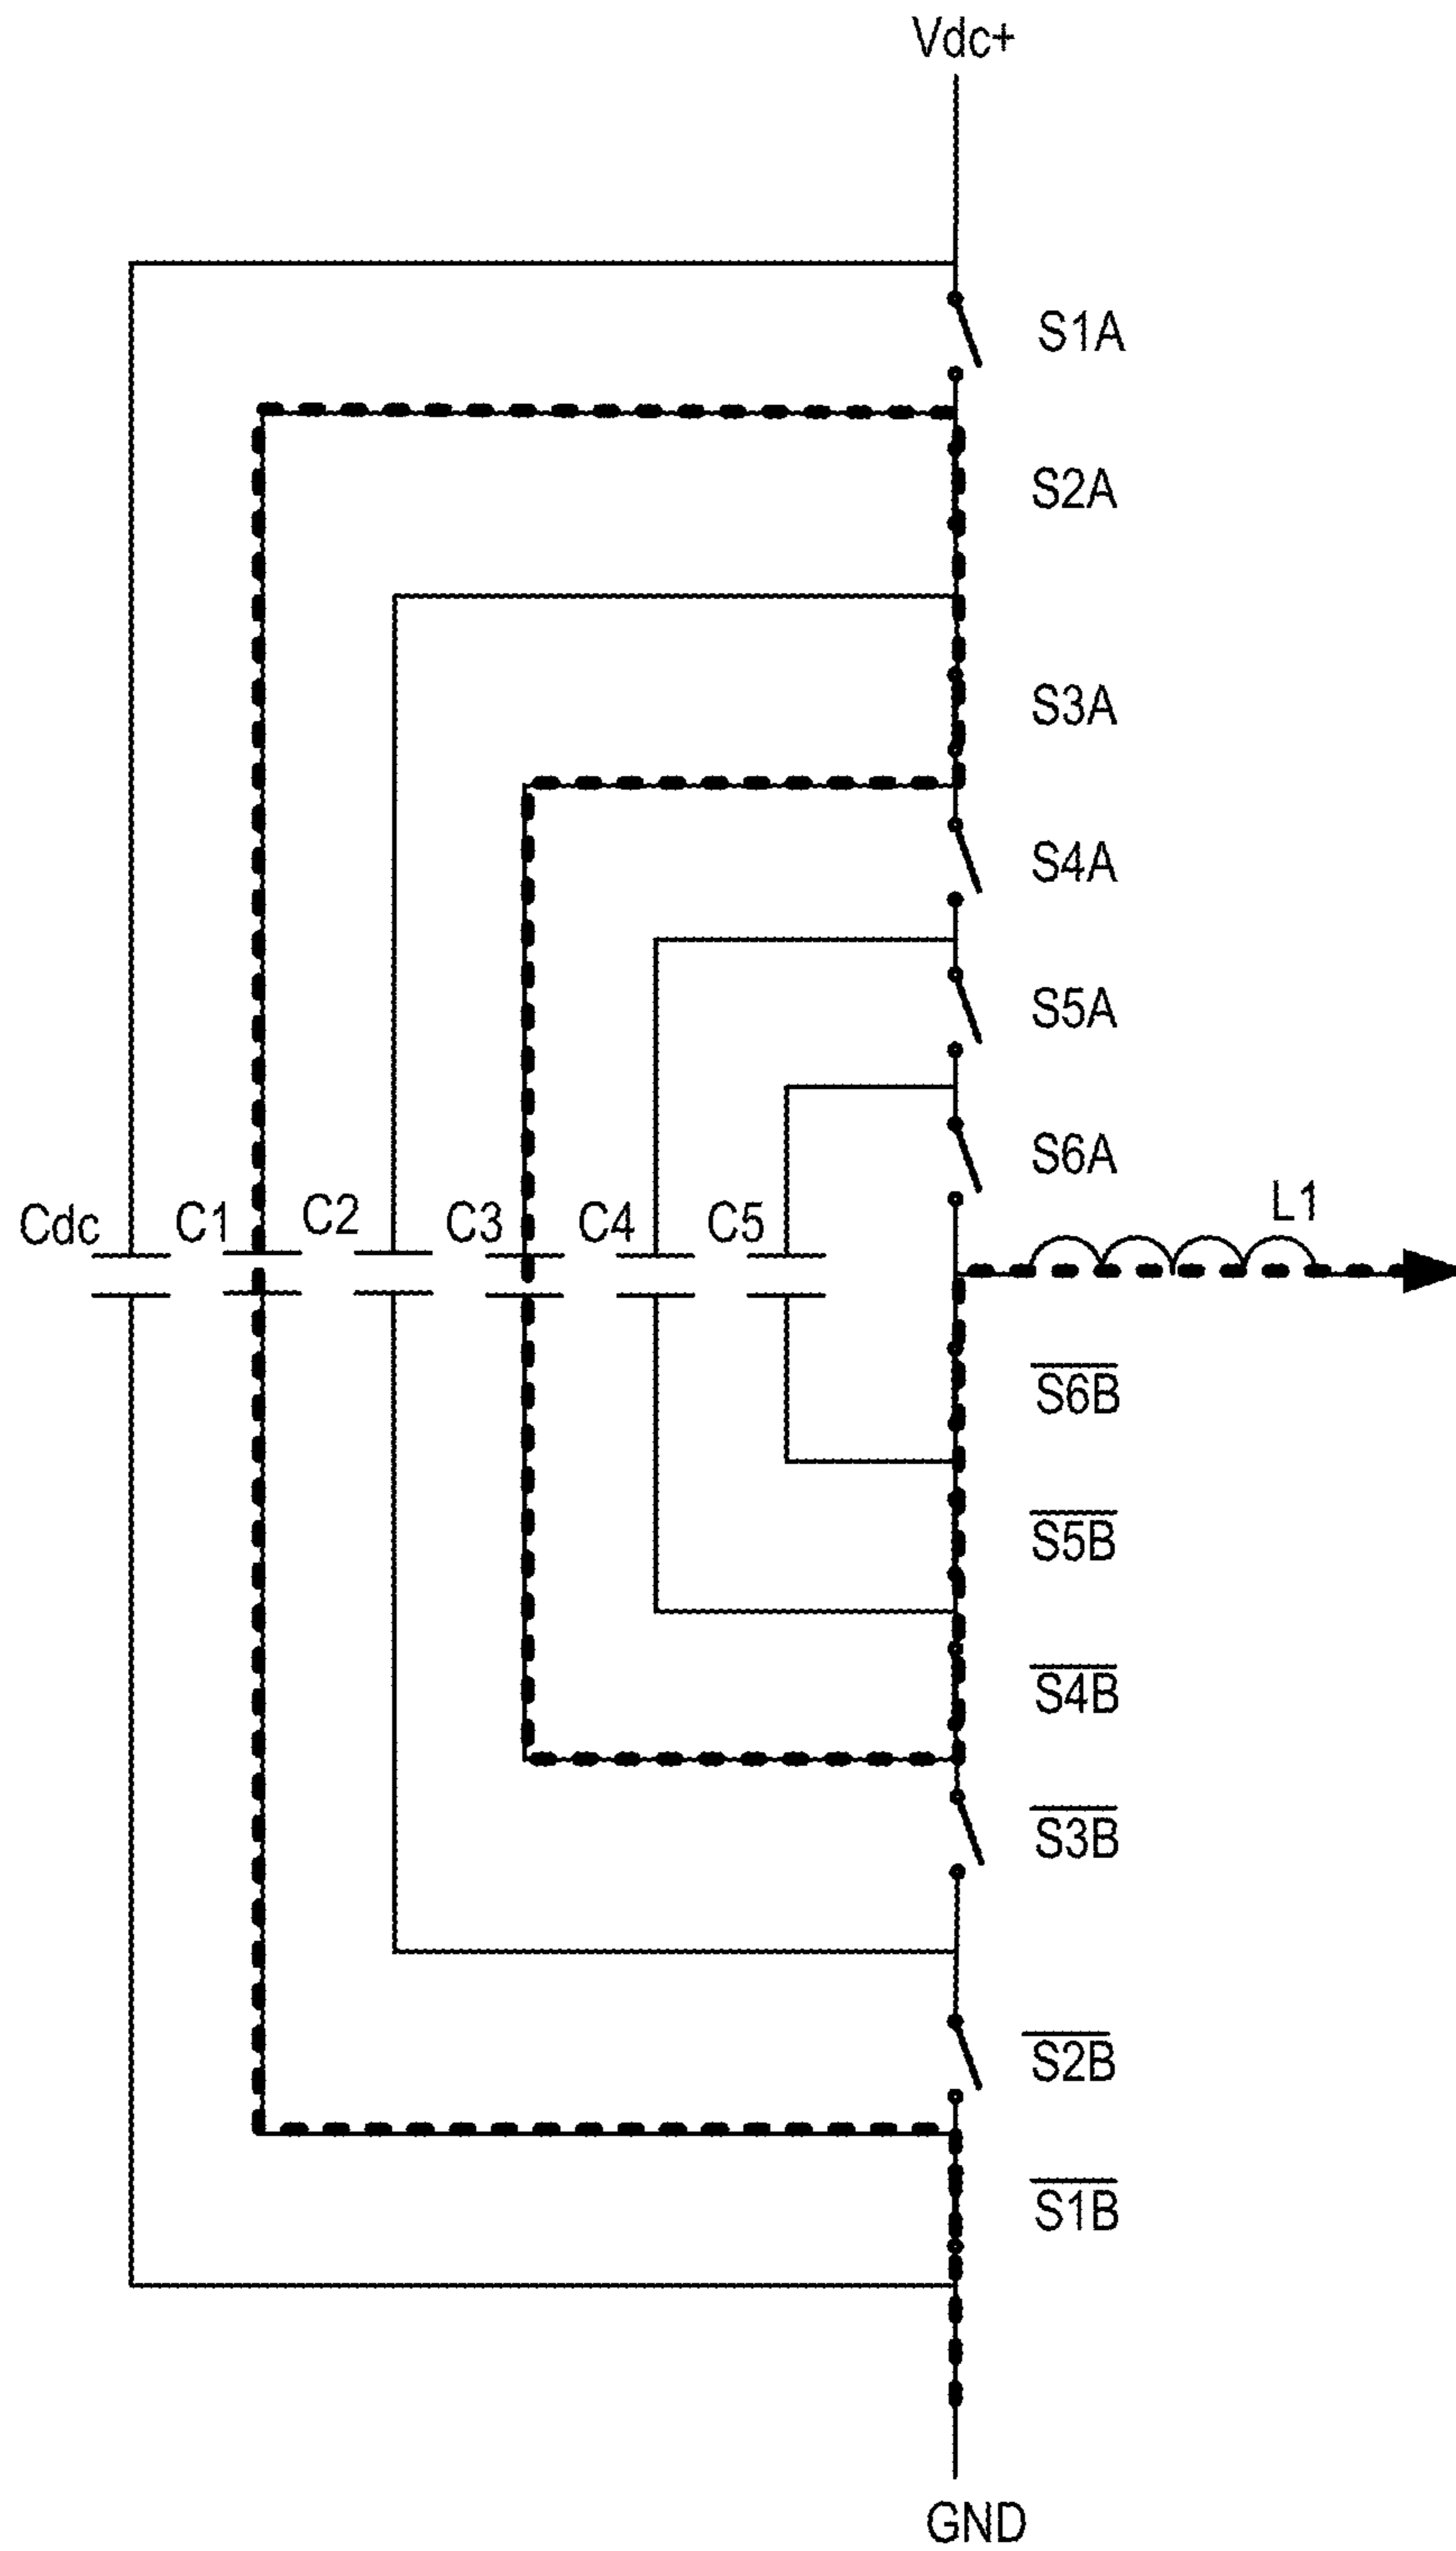 Vdc+
S1A
S2A
S3A
S4A
S5A
S6A
Cdc C1 C2 C3 C4 C5 L1
S6B
S5B
S4B
S3B
S2B
S1B
GND